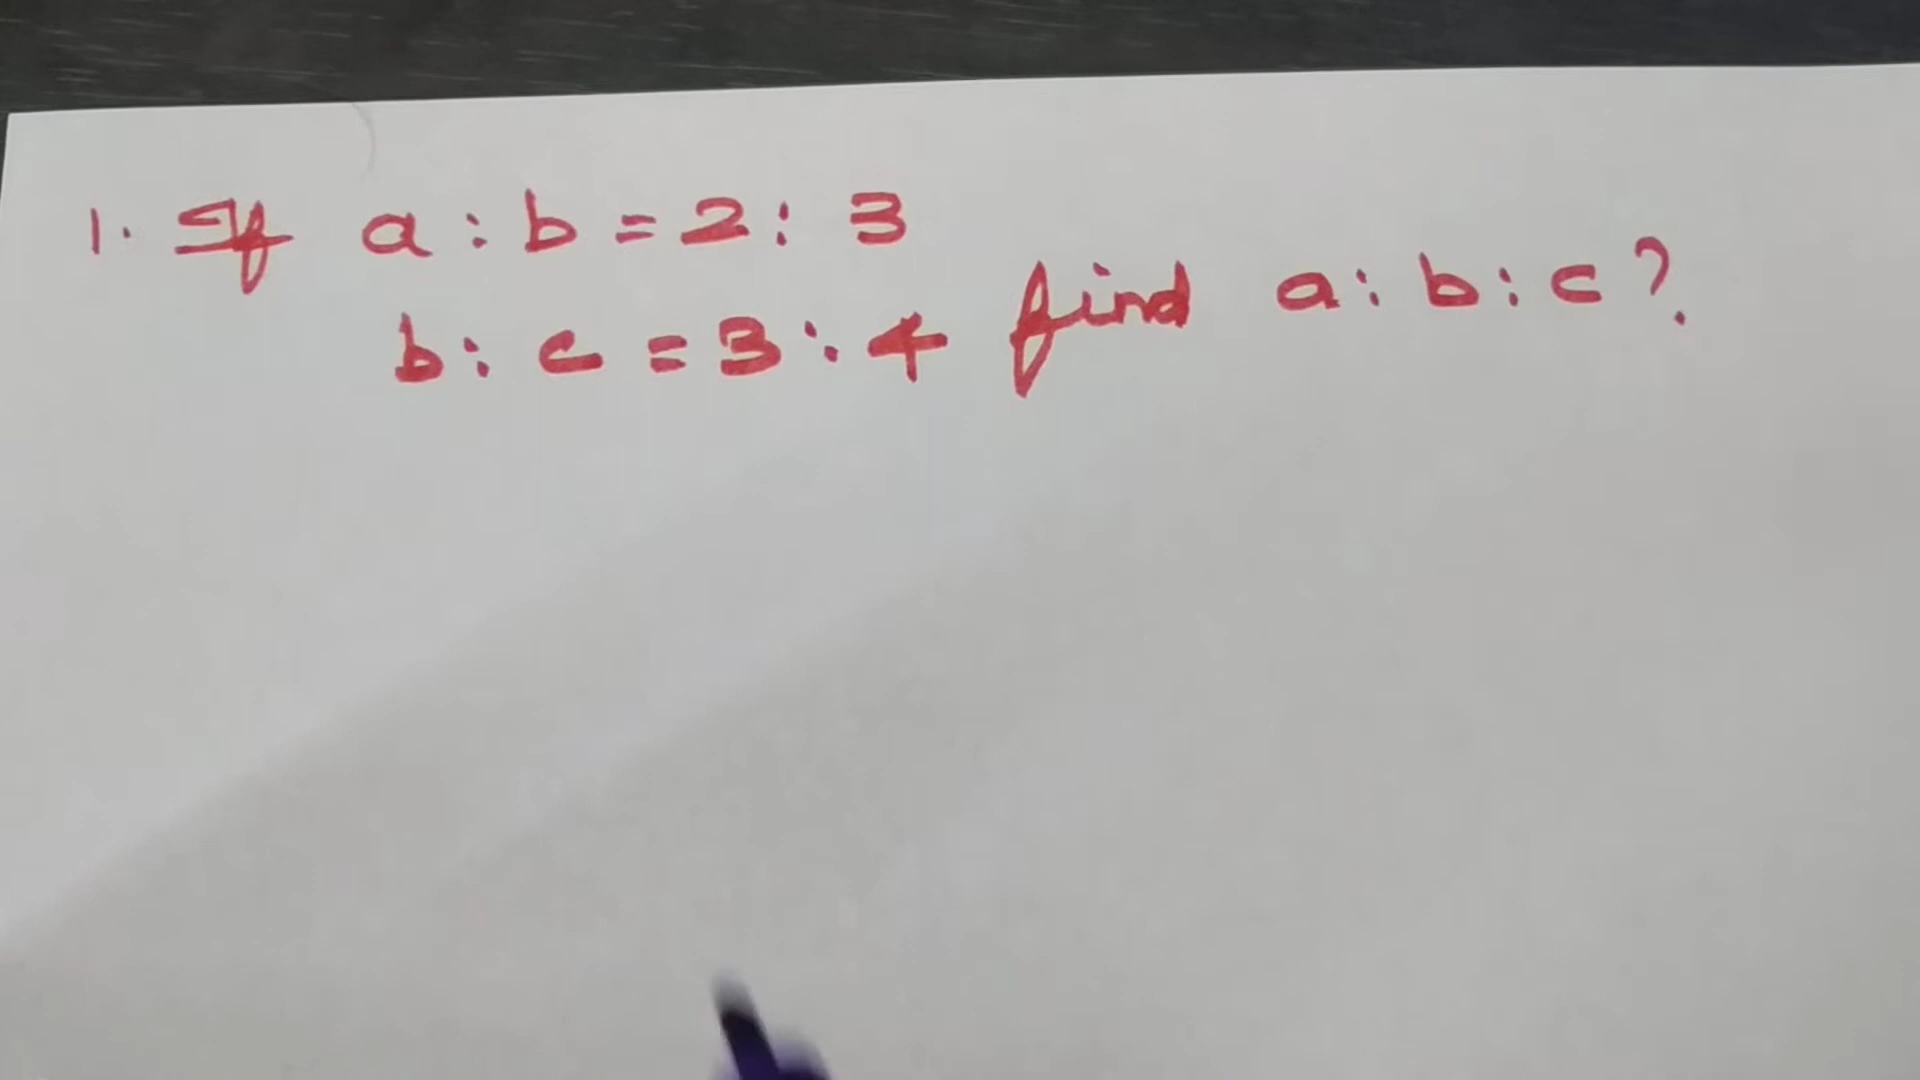 1. If a : b = 2 : 3
b : c = 3 : 4 find a : b : c ?